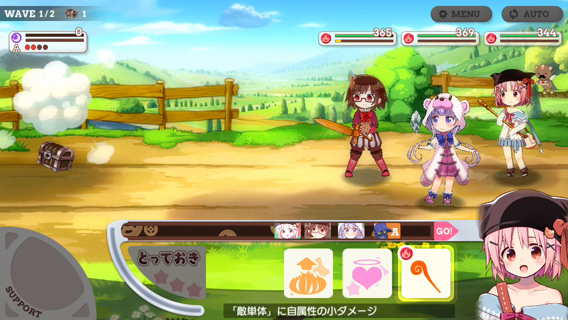 WAVE 1/2 1
MENU
AUTO
0
A
365
369
344
A
GO!
とっておき
SUPPORT
「敵単体」に自属性の小ダメージ